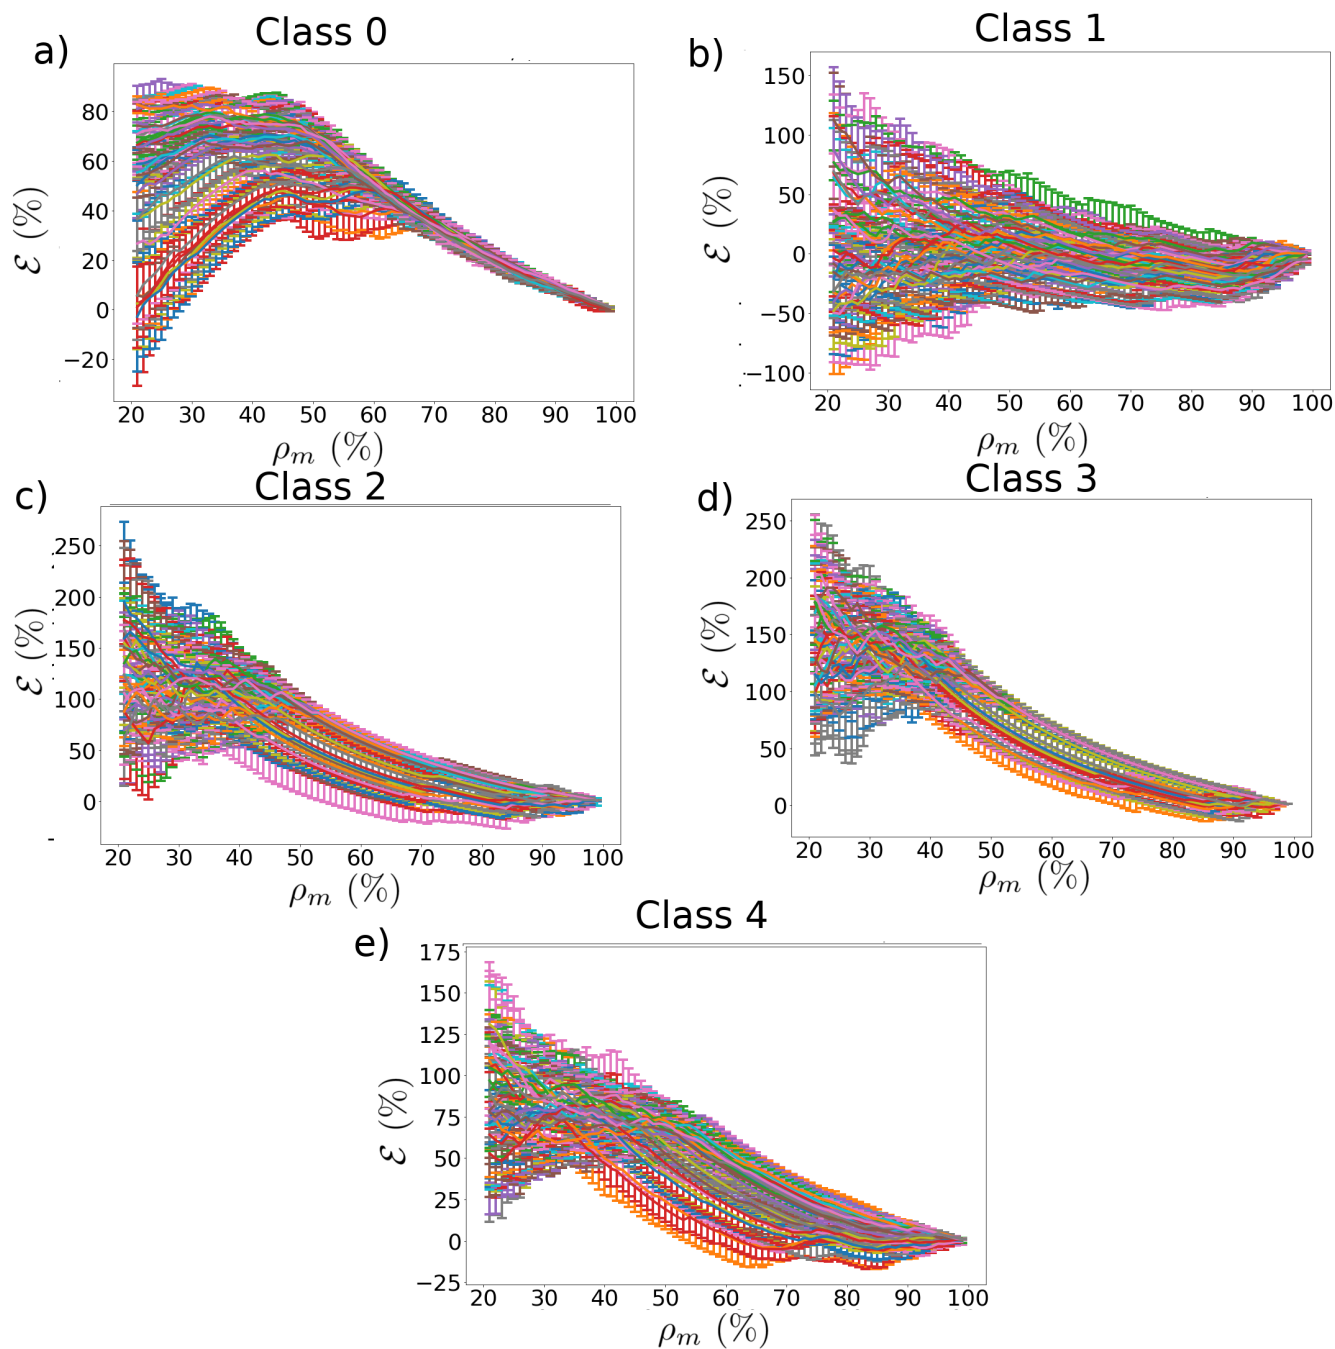 Class 0
a)
80
60
40
20
0
−20
ℰ (%)
20 30 40 50 60 70 80 90 100
ρm (%)
Class 1
b)
150
100
50
0
−50
−100
ℰ (%)
20 30 40 50 60 70 80 90 100
ρm (%)
Class 2
c)
250
200
150
100
50
0
ℰ (%)
20 30 40 50 60 70 80 90 100
ρm (%)
Class 3
d)
250
200
150
100
50
0
ℰ (%)
20 30 40 50 60 70 80 90 100
ρm (%)
Class 4
e)
175
150
125
100
75
50
25
0
−25
ℰ (%)
20 30 40 50 60 70 80 90 100
ρm (%)